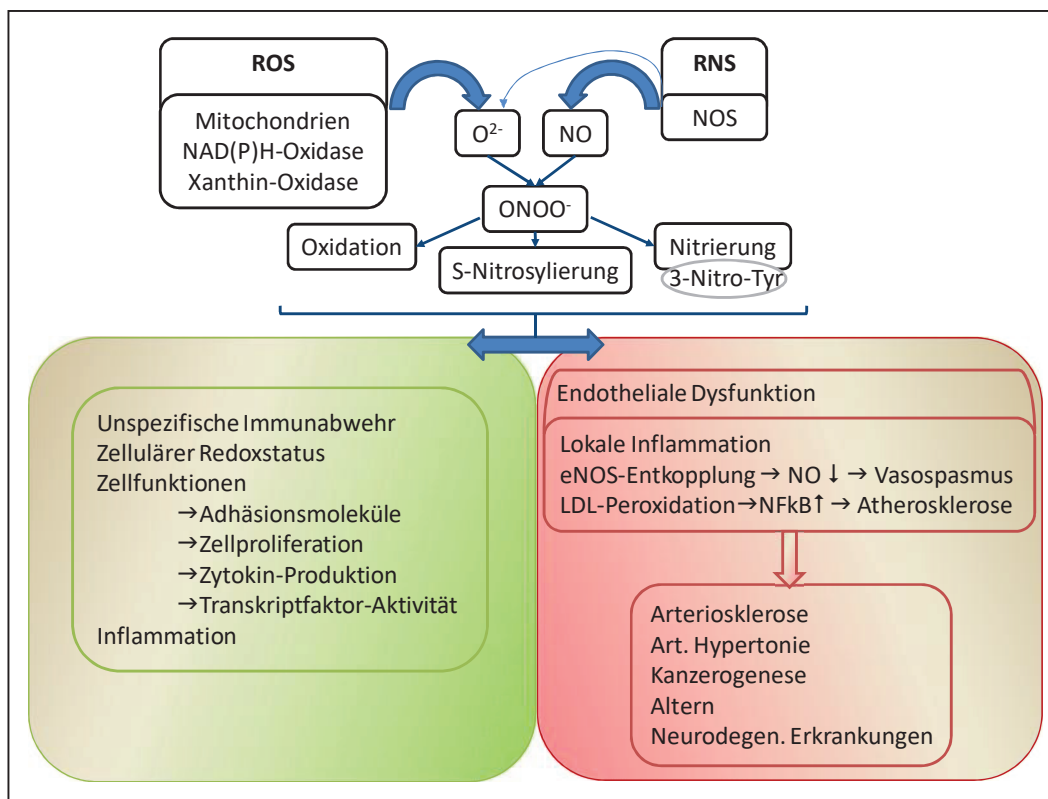 ROS
Mitochondrien
NAD(P)H-Oxidase
Xanthin-Oxidase
RNS
NOS
O²⁻
NO
ONOO⁻
Oxidation
S-Nitrosylierung
Nitrierung
3-Nitro-Tyr
Unspezifische Immunabwehr
Zellulärer Redoxstatus
Zellfunktionen
→Adhäsionsmoleküle
→Zellproliferation
→Zytokin-Produktion
→Transkriptfaktor-Aktivität
Inflammation
Endotheliale Dysfunktion
Lokale Inflammation
eNOS-Entkopplung → NO ↓ → Vasospasmus
LDL-Peroxidation→NFkB↑ → Atherosklerose
Arteriosklerose
Art. Hypertonie
Kanzerogenese
Altern
Neurodegen. Erkrankungen